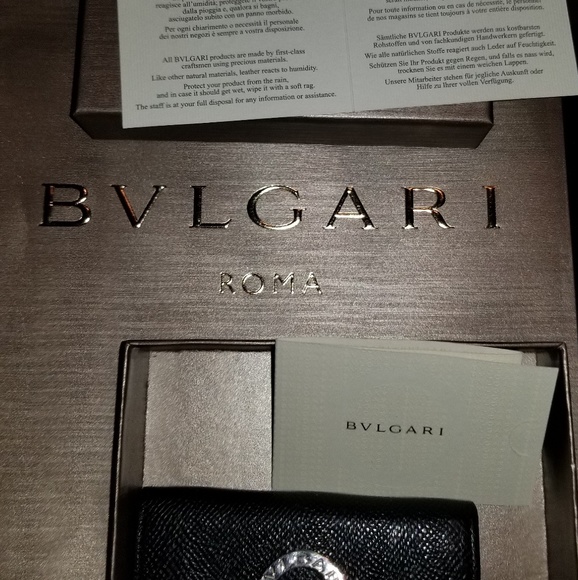 reagisce all'umidità, proteggete
dalla pioggia e, qualora si bagni,
asciugatelo subito con un panno morbido.
Per ogni chiarimento o necessità il personale
dei nostri negozi è sempre a vostra disposizione.
All BVLGARI products are made by first-class
craftsmen using precious materials.
Like other natural materials, leather reacts to humidity.
Protect your product from the rain,
and in case it should get wet, wipe it with a soft rag.
The staff is at your full disposal for any information or assistance.
Pour toute information ou en cas de nécessité, le personnel
de nos magasins se tient toujours à votre entière disposition.
Sämtliche BVLGARI Produkte werden aus kostbarsten
Rohstoffen und von fachkundigen Handwerkern gefertigt.
Wie alle natürlichen Stoffe reagiert auch Leder auf Feuchtigkeit.
Schützen Sie Ihr Produkt gegen Regen, und falls es nass wird,
trocknen Sie es mit einem weichen Lappen.
Unsere Mitarbeiter stehen für jegliche Auskunft oder
Hilfe zu Ihrer vollen Verfügung.
BVLGARI
ROMA
BVLGARI